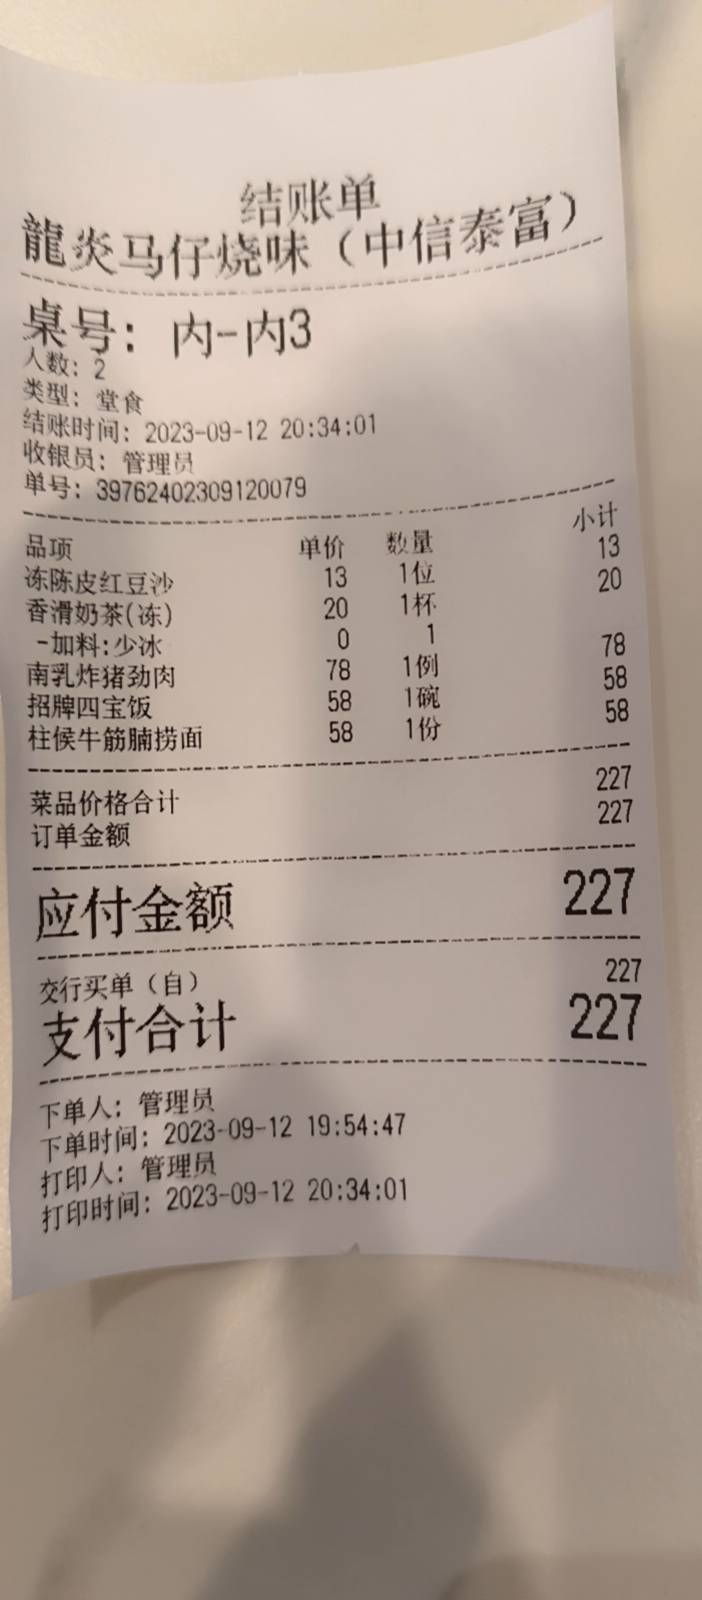 结账单
龍炎马仔烧味（中信泰富）
桌号: 内-内3
人数: 2
类型: 堂食
结账时间: 2023-09-12 20:34:01
收银员: 管理员
单号: 39762402309120079
品项 单价 数量 小计
冻陈皮红豆沙 13 1位 13
香滑奶茶(冻) 20 1杯 20
-加料:少冰 0 1
南乳炸猪劲肉 78 1例 78
招牌四宝饭 58 1碗 58
柱侯牛筋腩捞面 58 1份 58
菜品价格合计 227
订单金额 227
应付金额 227
交行买单（自） 227
支付合计 227
下单人: 管理员
下单时间: 2023-09-12 19:54:47
打印人: 管理员
打印时间: 2023-09-12 20:34:01